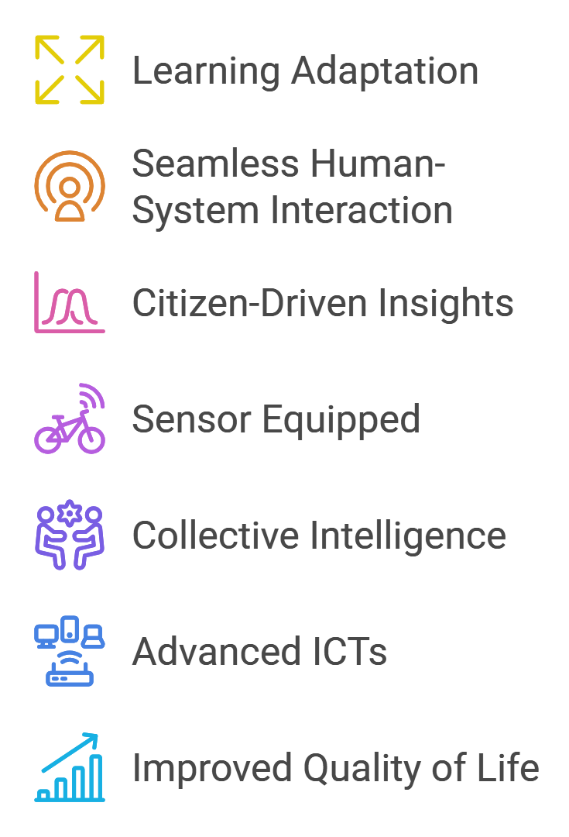 Learning Adaptation
Seamless Human-
System Interaction
Citizen-Driven Insights
Sensor Equipped
Collective Intelligence
Advanced ICTs
Improved Quality of Life